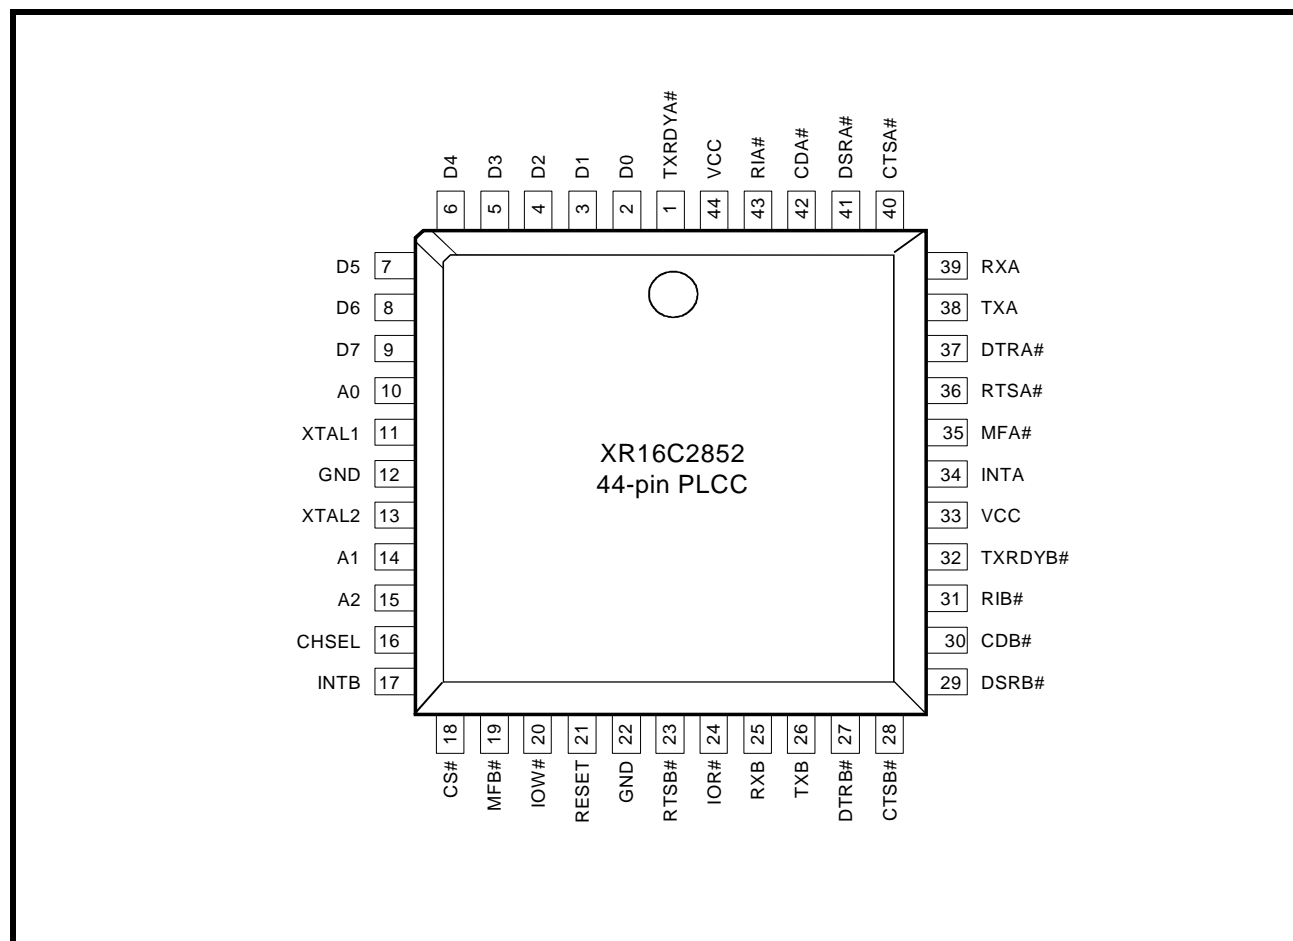 D4 D3 D2 D1 D0 TXRDYA# VCC RIA# CDA# DSRA# CTSA#
6 5 4 3 2 1 44 43 42 41 40
D5 7 39 RXA
D6 8 38 TXA
D7 9 37 DTRA#
A0 10 36 RTSA#
XTAL1 11 35 MFA#
XR16C2852
GND 12 34 INTA
44-pin PLCC
XTAL2 13 33 VCC
A1 14 32 TXRDYB#
A2 15 31 RIB#
CHSEL 16 30 CDB#
INTB 17 29 DSRB#
18 19 20 21 22 23 24 25 26 27 28
CS# MFB# IOW# RESET GND RTSB# IOR# RXB TXB DTRB# CTSB#